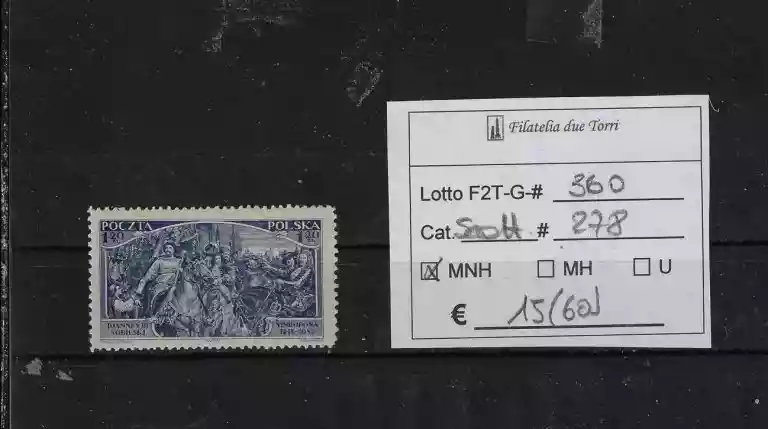 POCZTA POLSKA
1.20 1.20
JOANNES III
SOBIESKI
VINDOBONA
Filatelia due Torri
Lotto F2T-G-# 360
Cat. Scott # 278
MNH MH U
€ 15(60)